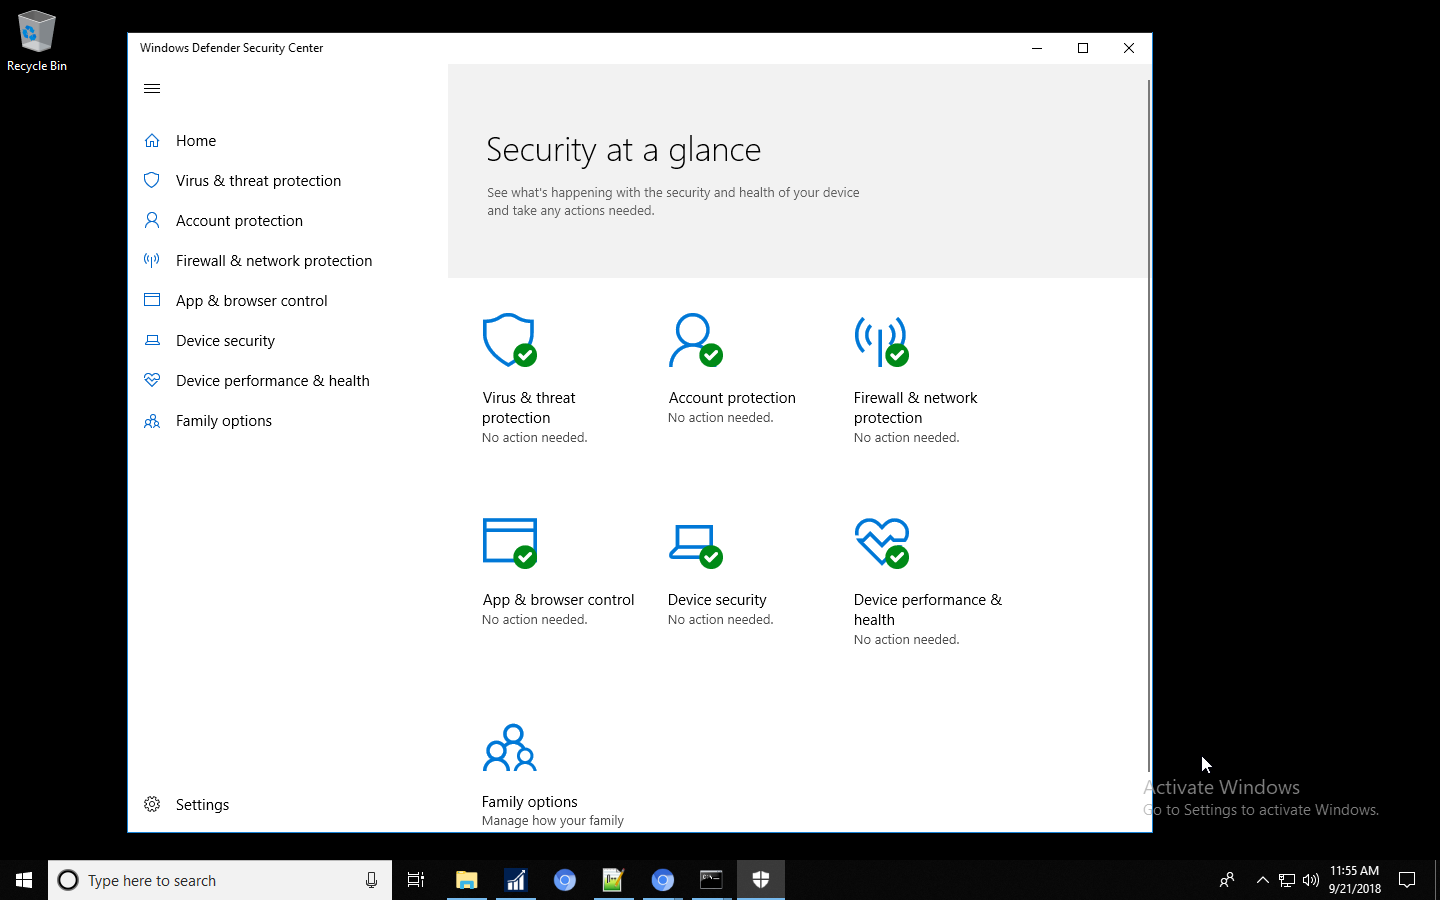 Recycle Bin
Windows Defender Security Center
Home
Virus & threat protection
Account protection
Firewall & network protection
App & browser control
Device security
Device performance & health
Family options
Settings
Security at a glance
See what's happening with the security and health of your device
and take any actions needed.
Virus & threat
protection
No action needed.
Account protection
No action needed.
Firewall & network
protection
No action needed.
App & browser control
No action needed.
Device security
No action needed.
Device performance &
health
No action needed.
Family options
Manage how your family
Activate Windows
Go to Settings to activate Windows.
Type here to search
11:55 AM
9/21/2018